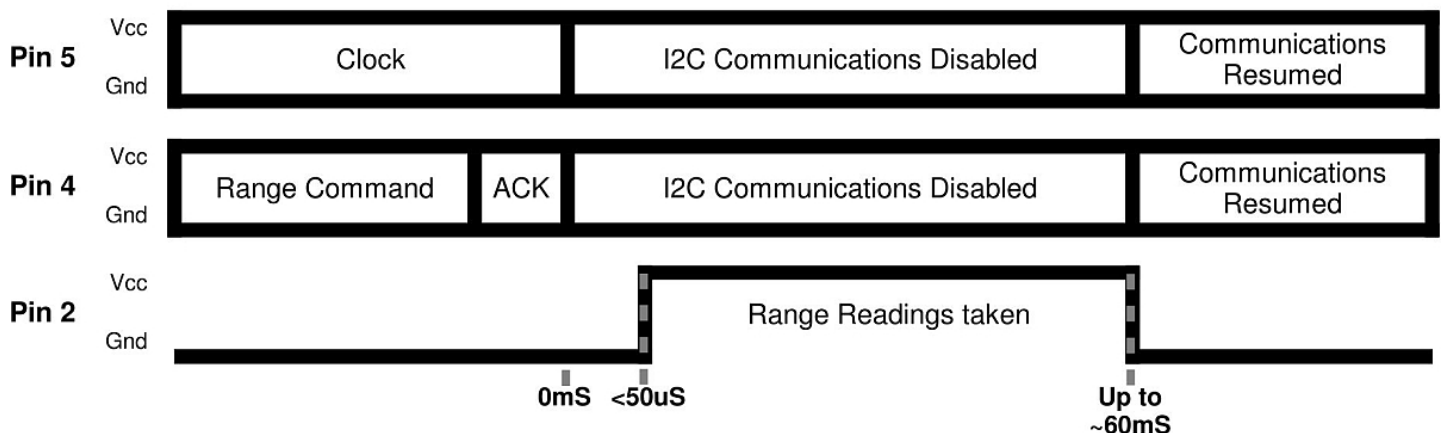 Vcc
Pin 5
Gnd
Clock
I2C Communications Disabled
Communications
Resumed
Vcc
Pin 4
Gnd
Range Command
ACK
I2C Communications Disabled
Communications
Resumed
Vcc
Pin 2
Gnd
Range Readings taken
0mS
<50uS
Up to
~60mS